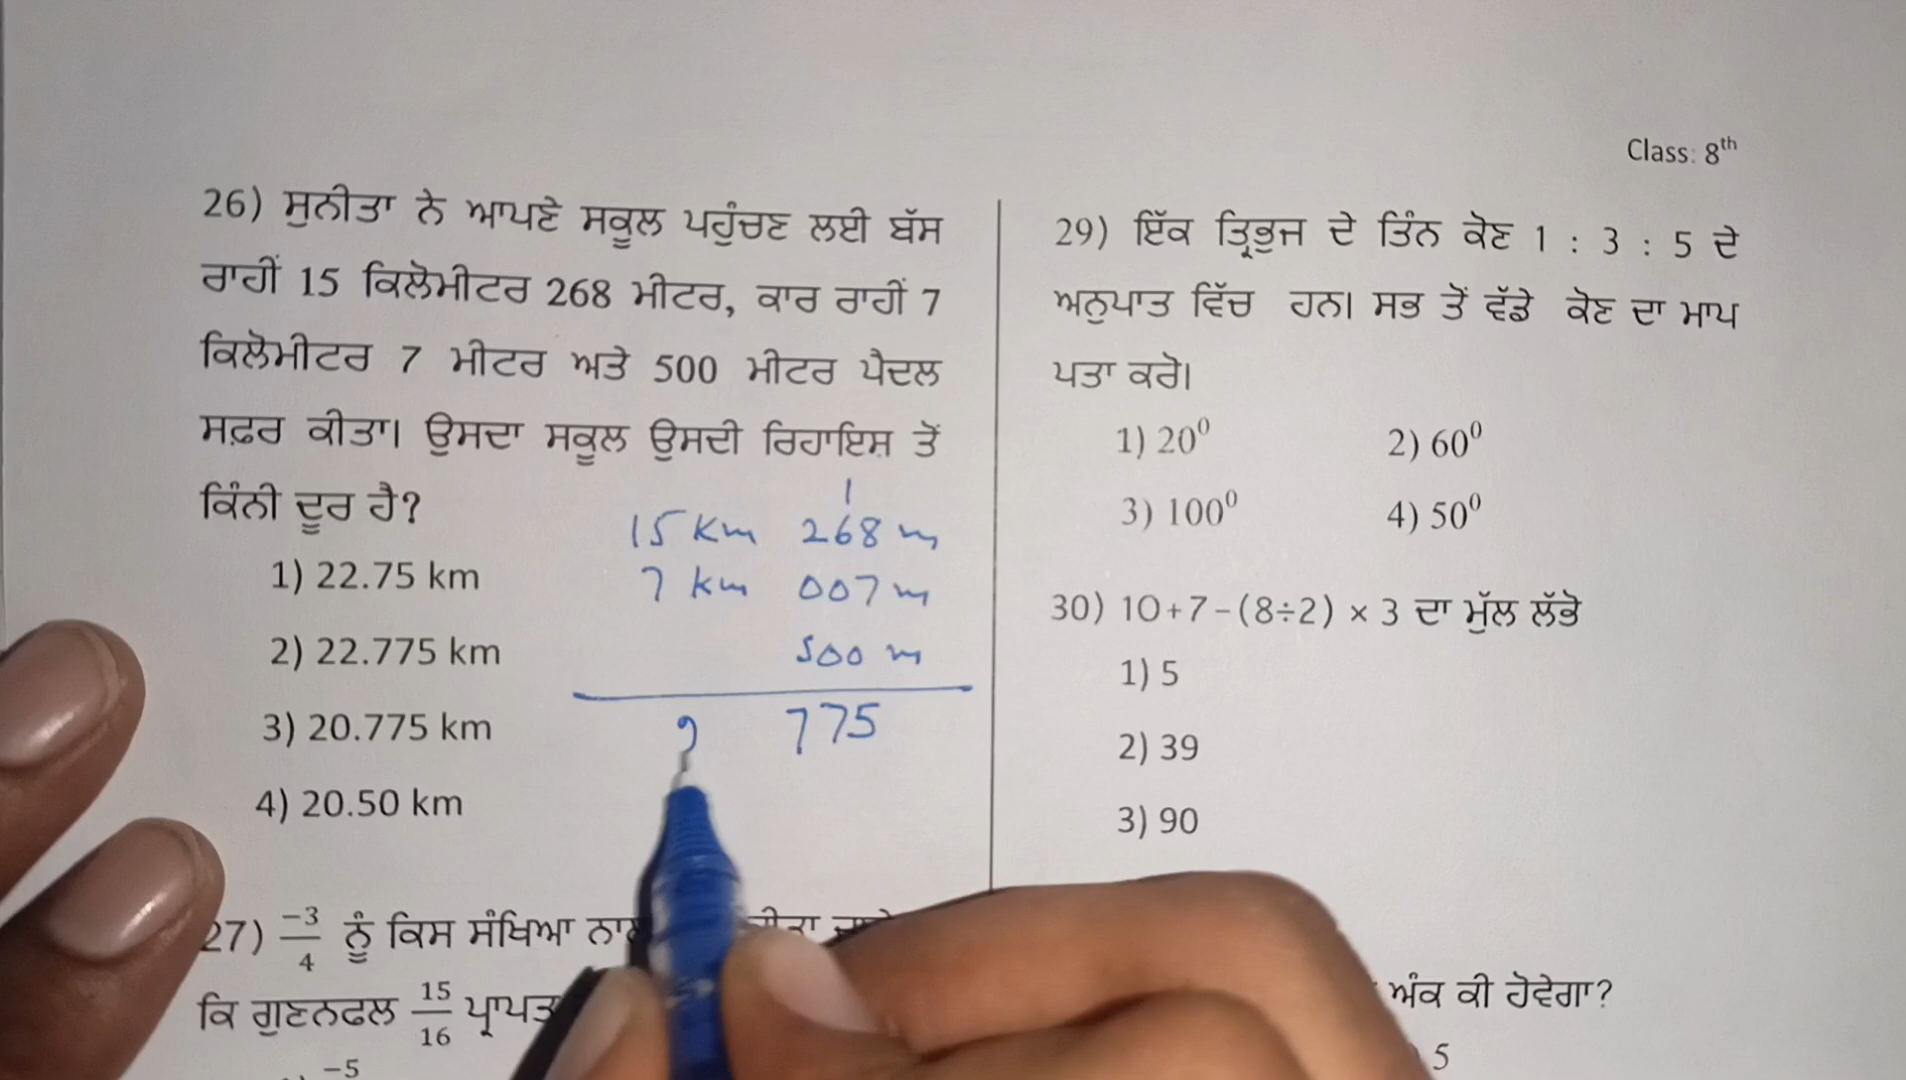 Class: 8th
26) ਸੁਨੀਤਾ ਨੇ ਆਪਣੇ ਸਕੂਲ ਪਹੁੰਚਣ ਲਈ ਬੱਸ
ਰਾਹੀਂ 15 ਕਿਲੋਮੀਟਰ 268 ਮੀਟਰ, ਕਾਰ ਰਾਹੀਂ 7
ਕਿਲੋਮੀਟਰ 7 ਮੀਟਰ ਅਤੇ 500 ਮੀਟਰ ਪੈਦਲ
ਸਫ਼ਰ ਕੀਤਾ। ਉਸਦਾ ਸਕੂਲ ਉਸਦੀ ਰਿਹਾਇਸ਼ ਤੋਂ
ਕਿੰਨੀ ਦੂਰ ਹੈ?
1) 22.75 km
2) 22.775 km
3) 20.775 km
4) 20.50 km
1
15 Km 268 m
7 km 007 m
500 m
775
27) -3/4 ਨੂੰ ਕਿਸ ਸੰਖਿਆ
ਕਿ ਗੁਣਨਫਲ 15/16
-5
29) ਇੱਕ ਤ੍ਰਿਭੁਜ ਦੇ ਤਿੰਨ ਕੋਣ 1 : 3 : 5 ਦੇ
ਅਨੁਪਾਤ ਵਿੱਚ ਹਨ। ਸਭ ਤੋਂ ਵੱਡੇ ਕੋਣ ਦਾ ਮਾਪ
ਪਤਾ ਕਰੋ।
1) 20⁰ 2) 60⁰
3) 100⁰ 4) 50⁰
30) 10+7-(8÷2) × 3 ਦਾ ਮੁੱਲ ਲੱਭੋ
1) 5
2) 39
3) 90
ਅੰਕ ਕੀ ਹੋਵੇਗਾ?
5